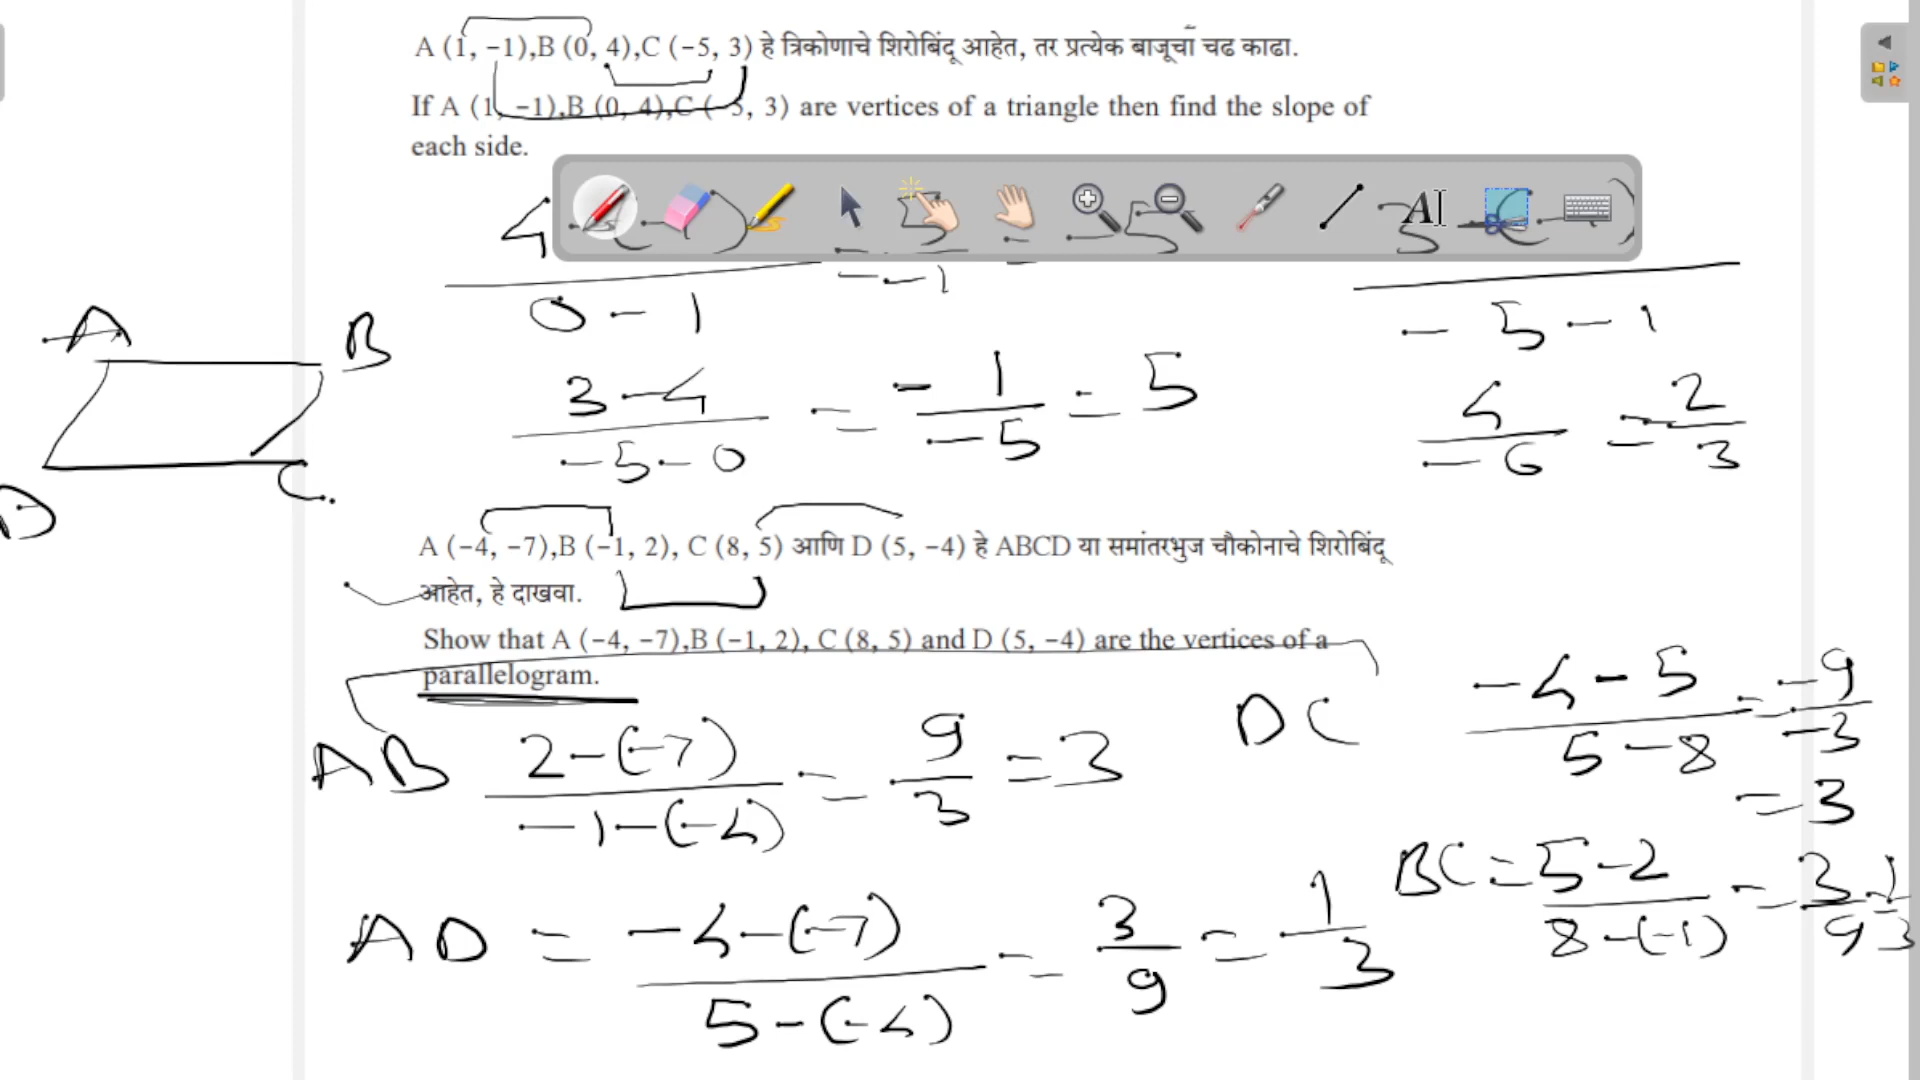 A (1, −1),B (0, 4),C (−5, 3) हे त्रिकोणाचे शिरोबिंदू आहेत, तर प्रत्येक बाजूचा चढ काढा.
If A (1, −1),B (0, 4),C (−5, 3) are vertices of a triangle then find the slope of
each side.
0 - 1
- 5 - 1
A B
3 - 4 / -5 - 0 = - 1 / -5 = 5
4 / -6 = - 2 / 3
D C
A (−4, −7),B (−1, 2), C (8, 5) आणि D (5, −4) हे ABCD या समांतरभुज चौकोनाचे शिरोबिंदू
आहेत, हे दाखवा.
Show that A (−4, −7),B (−1, 2), C (8, 5) and D (5, −4) are the vertices of a
parallelogram.
AB 2 - (-7) / -1 - (-4) = 9 / 3 = 3
DC -4 - 5 / 5 - 8 = -9 / -3
= 3
BC = 5 - 2 / 8 - (-1) = 3 / 9 = 1 / 3
AD = -4 - (-7) / 5 - (-4) = 3 / 9 = 1 / 3